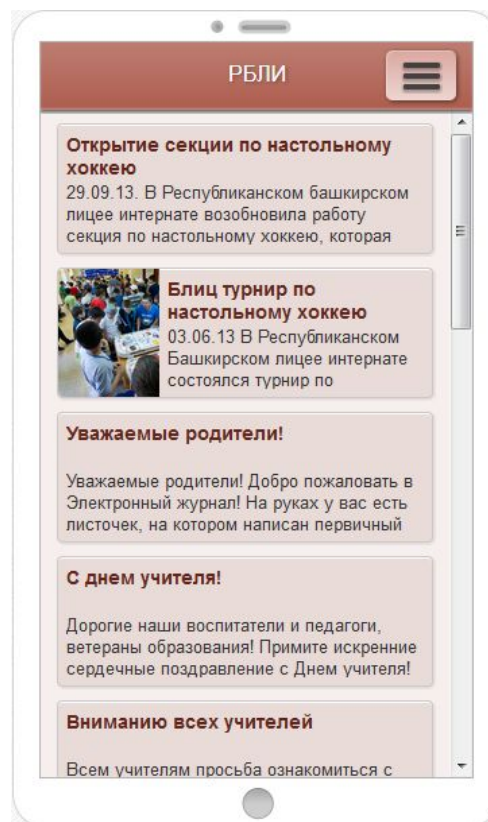 РБЛИ
Открытие секции по настольному
хоккею
29.09.13. В Республиканском башкирском
лицее интернате возобновила работу
секция по настольному хоккею, которая
Блиц турнир по
настольному хоккею
03.06.13 В Республиканском
Башкирском лицее интернате
состоялся турнир по
Уважаемые родители!
Уважаемые родители! Добро пожаловать в
Электронный журнал! На руках у вас есть
листочек, на котором написан первичный
С днем учителя!
Дорогие наши воспитатели и педагоги,
ветераны образования! Примите искренние
сердечные поздравление с Днем учителя!
Вниманию всех учителей
Всем учителям просьба ознакомиться с